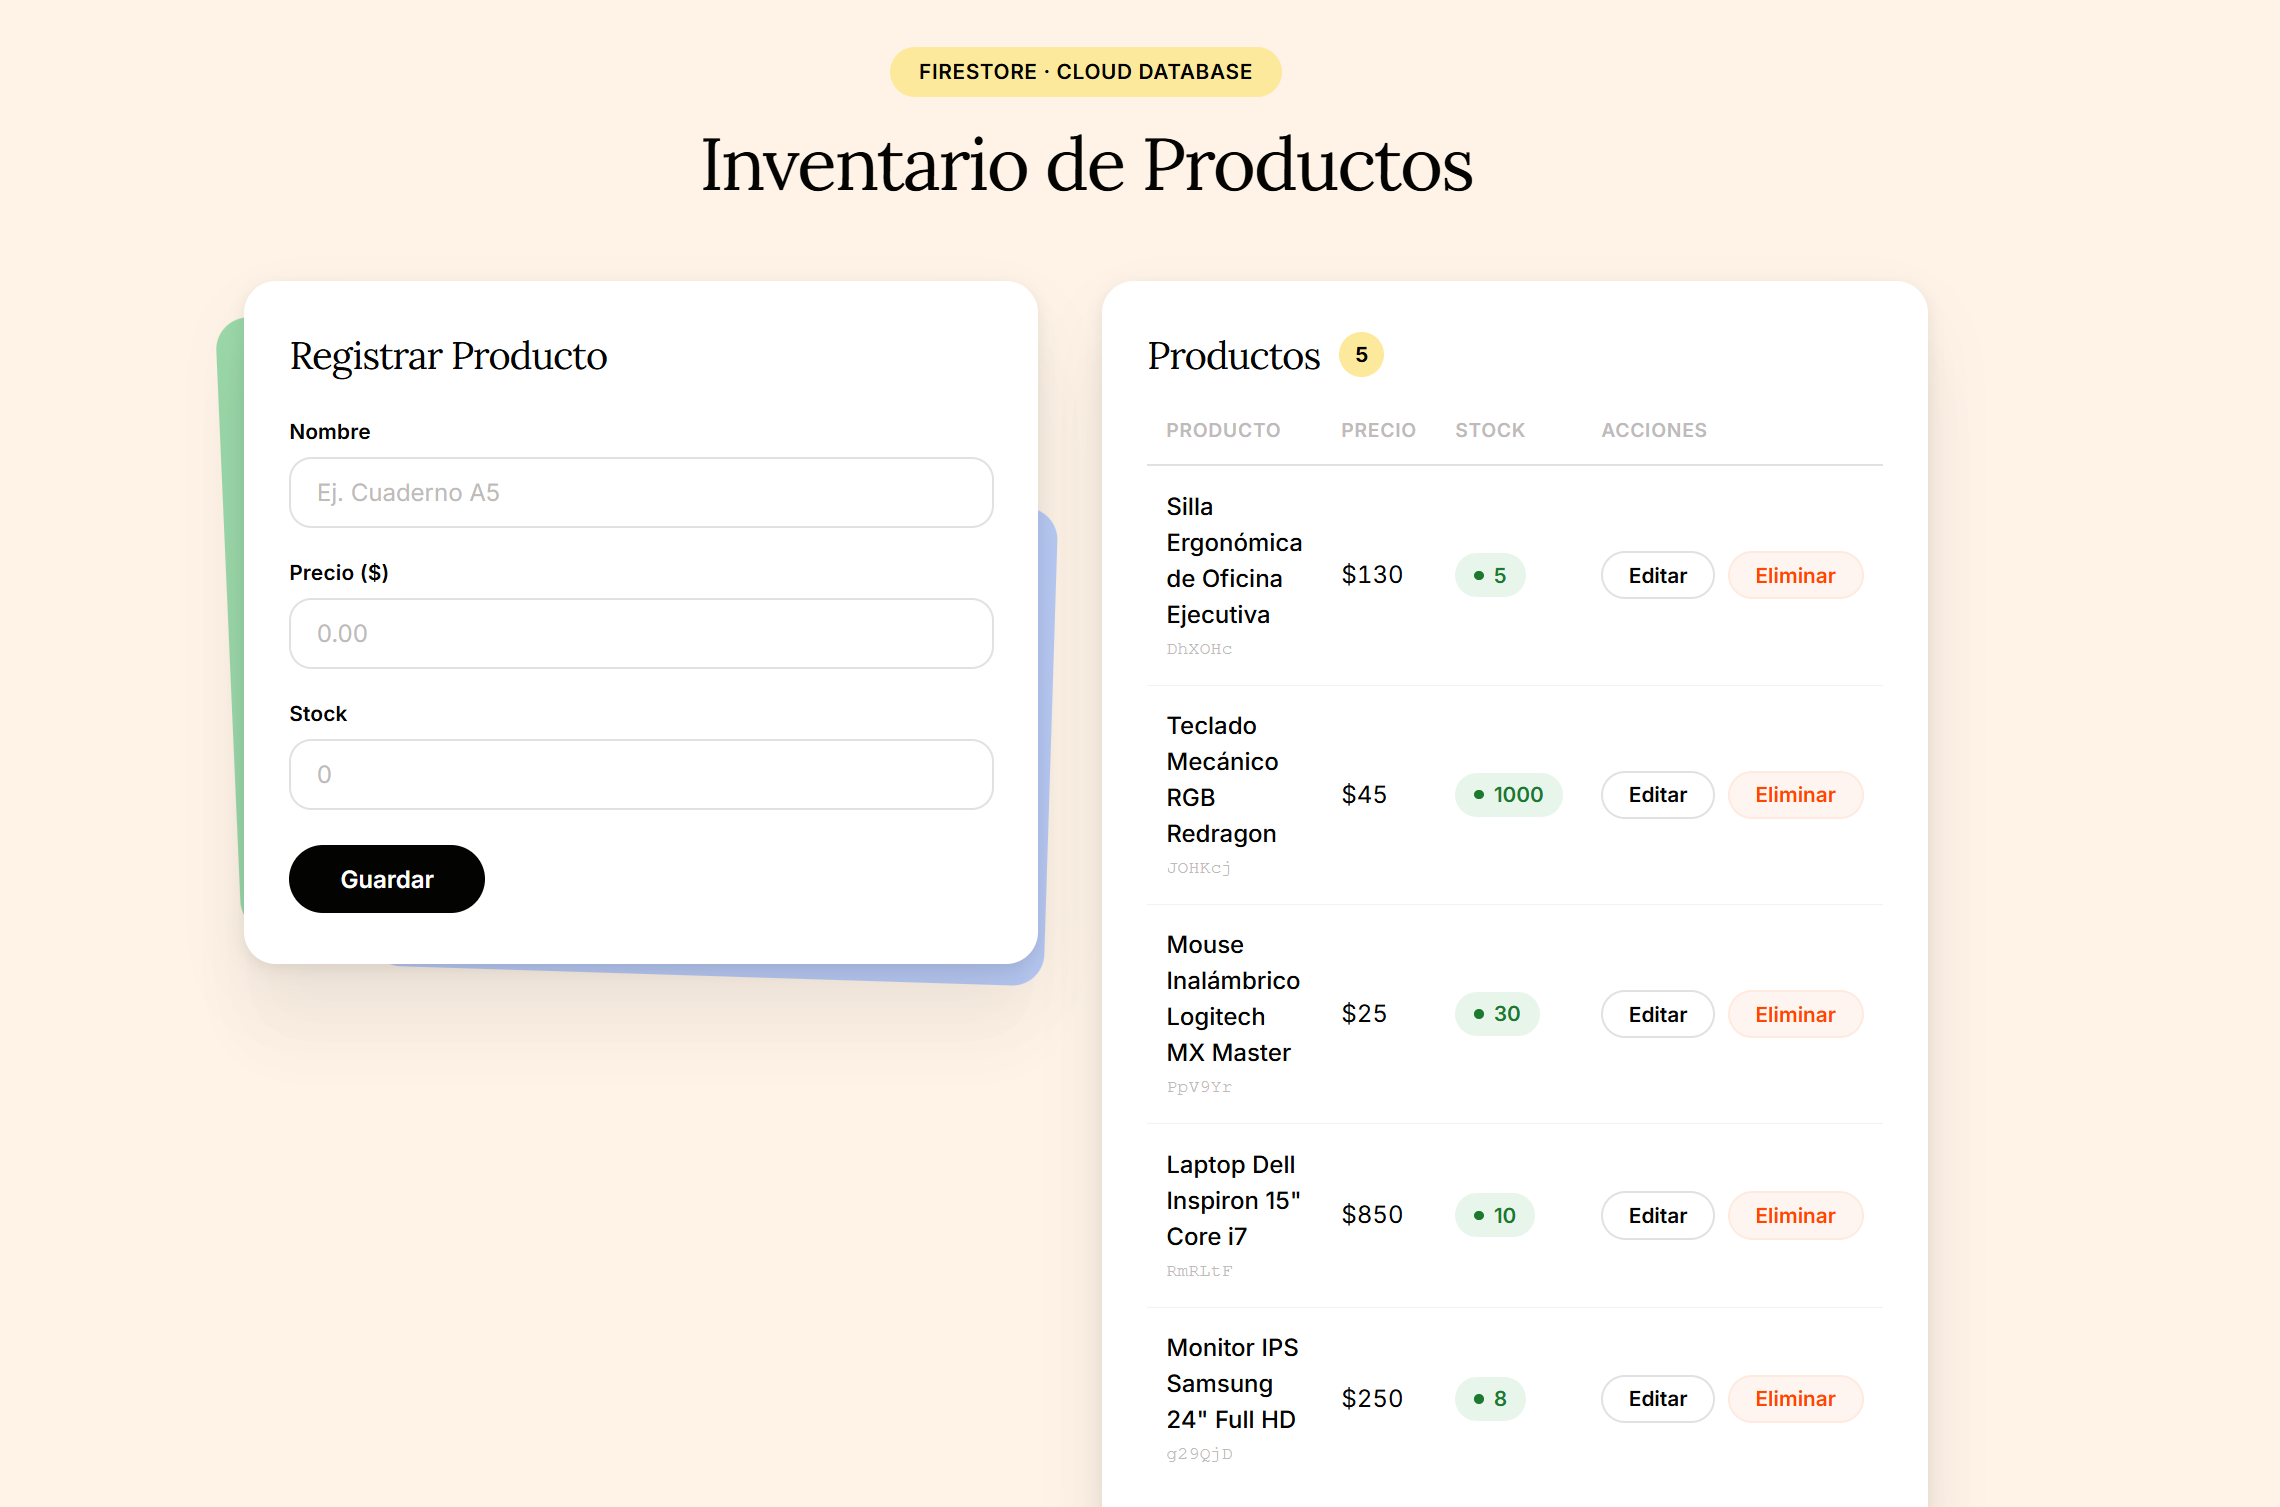 FIRESTORE · CLOUD DATABASE
Inventario de Productos
Registrar Producto
Nombre
Ej. Cuaderno A5
Precio ($)
0.00
Stock
0
Guardar
Productos 5
PRODUCTO PRECIO STOCK ACCIONES
Silla
Ergonómica
de Oficina
Ejecutiva
DhXOHc
$130 5 Editar Eliminar
Teclado
Mecánico
RGB
Redragon
JOHKcj
$45 1000 Editar Eliminar
Mouse
Inalámbrico
Logitech
MX Master
PpV9Yr
$25 30 Editar Eliminar
Laptop Dell
Inspiron 15"
Core i7
RmRLtF
$850 10 Editar Eliminar
Monitor IPS
Samsung
24" Full HD
g29QjD
$250 8 Editar Eliminar